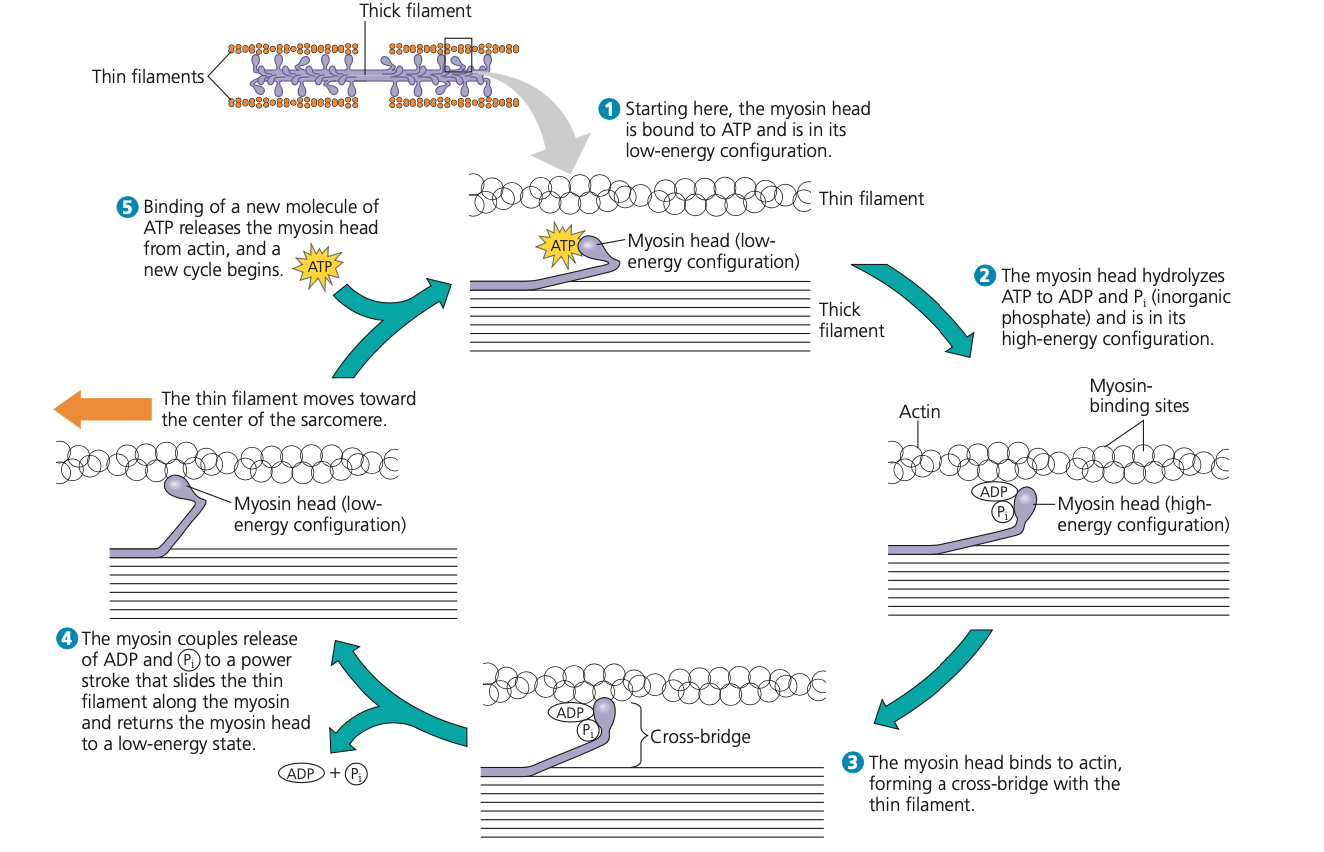 Thick filament
Thin filaments
1 Starting here, the myosin head
is bound to ATP and is in its
low-energy configuration.
Thin filament
ATP
Myosin head (low-
energy configuration)
Thick
filament
2 The myosin head hydrolyzes
ATP to ADP and Pi (inorganic
phosphate) and is in its
high-energy configuration.
Actin
Myosin-
binding sites
ADP
Pi
Myosin head (high-
energy configuration)
3 The myosin head binds to actin,
forming a cross-bridge with the
thin filament.
ADP
Pi
Cross-bridge
4 The myosin couples release
of ADP and Pi to a power
stroke that slides the thin
filament along the myosin
and returns the myosin head
to a low-energy state.
ADP + Pi
The thin filament moves toward
the center of the sarcomere.
Myosin head (low-
energy configuration)
5 Binding of a new molecule of
ATP releases the myosin head
from actin, and a
new cycle begins.
ATP